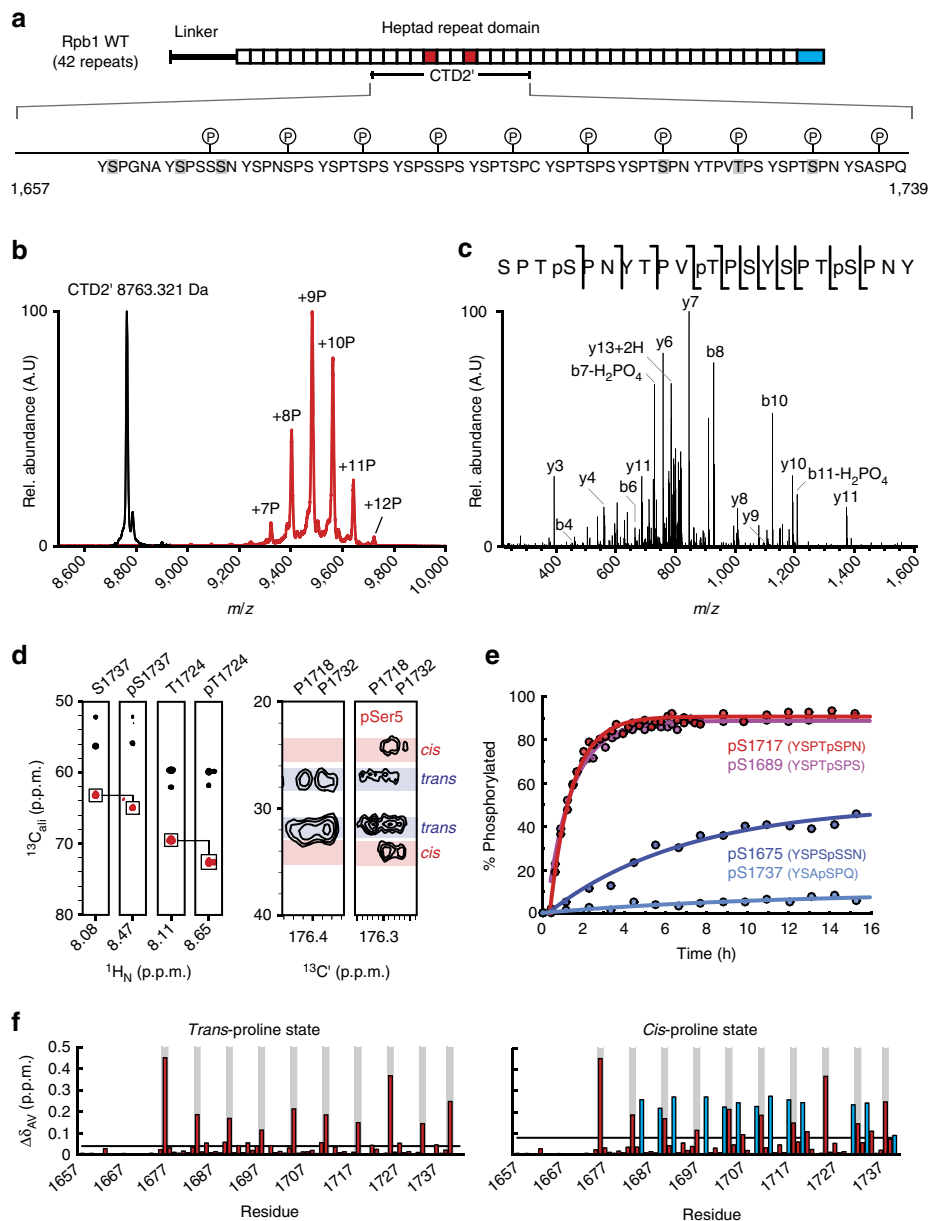 a
Linker
Heptad repeat domain
Rpb1 WT
(42 repeats)
CTD2'
P P P P P P P P P P
YSPGNA YSPSSSN YSPNSPS YSPTSPS YSPSSPS YSPTSPC YSPTSPS YSPTSPN YTPVTPS YSPTSPN YSASPQ
1,657
1,739
b
CTD2' 8763.321 Da
100
0
Rel. abundance (A.U)
+7P
+8P
+9P
+10P
+11P
+12P
8,600 8,800 9,000 9,200 9,400 9,600 9,800 10,000
m/z
c
S P T pS P N Y T P V pT P S Y S P T pS P N Y
100
0
Rel. abundance (A.U)
y7
y13+2H
y6
b7-H2PO4
b8
b10
y3
y4
y11
b6
y10
b11-H2PO4
b4
y8
y9
y11
400 600 800 1,000 1,200 1,400 1,600
m/z
d
S1737 pS1737 T1724 pT1724
50
60
70
80
13Cali (p.p.m.)
8.08 8.47 8.11 8.65
1HN (p.p.m.)
P1718 P1732 P1718 P1732
20
30
40
pSer5
cis
trans
trans
cis
176.4 176.3
13C' (p.p.m.)
e
100
80
60
40
20
0
% Phosphorylated
pS1717 (YSPTpSPN)
pS1689 (YSPTpSPS)
pS1675 (YSPSpSSN)
pS1737 (YSApSPQ)
0 2 4 6 8 10 12 14 16
Time (h)
f
Trans-proline state
Cis-proline state
0.5
0.4
0.3
0.2
0.1
0
ΔδAV (p.p.m.)
1657 1667 1677 1687 1697 1707 1717 1727 1737
Residue
1657 1667 1677 1687 1697 1707 1717 1727 1737
Residue